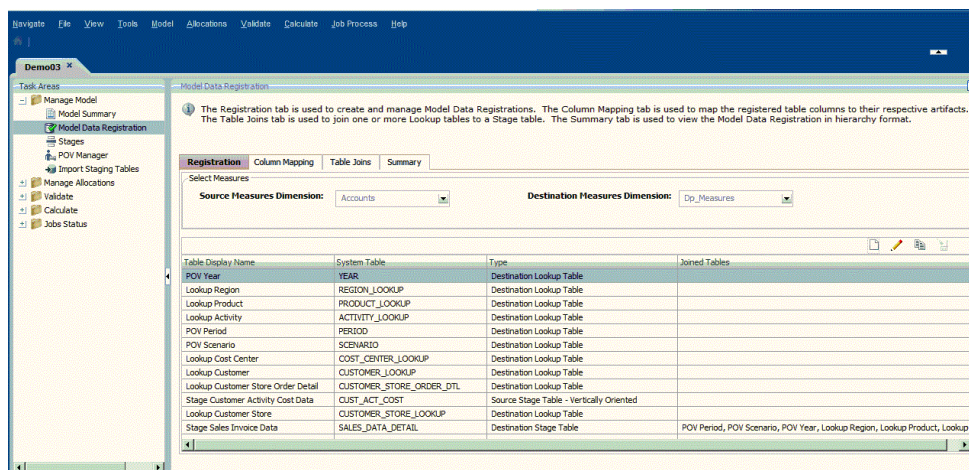 Navigate File View Tools Model Allocations Validate Calculate Job Process Help
Demo03
Task Areas
Manage Model
Model Summary
Model Data Registration
Stages
POV Manager
Import Staging Tables
Manage Allocations
Validate
Calculate
Jobs Status
Model Data Registration
The Registration tab is used to create and manage Model Data Registrations. The Column Mapping tab is used to map the registered table columns to their respective artifacts.
The Table Joins tab is used to join one or more Lookup tables to a Stage table. The Summary tab is used to view the Model Data Registration in hierarchy format.
Registration Column Mapping Table Joins Summary
Select Measures
Source Measures Dimension: Accounts Destination Measures Dimension: Dp_Measures
Table Display Name System Table Type Joined Tables
POV Year YEAR Destination Lookup Table
Lookup Region REGION_LOOKUP Destination Lookup Table
Lookup Product PRODUCT_LOOKUP Destination Lookup Table
Lookup Activity ACTIVITY_LOOKUP Destination Lookup Table
POV Period PERIOD Destination Lookup Table
POV Scenario SCENARIO Destination Lookup Table
Lookup Cost Center COST_CENTER_LOOKUP Destination Lookup Table
Lookup Customer CUSTOMER_LOOKUP Destination Lookup Table
Lookup Customer Store Order Detail CUSTOMER_STORE_ORDER_DTL Destination Lookup Table
Stage Customer Activity Cost Data CUST_ACT_COST Source Stage Table - Vertically Oriented
Lookup Customer Store CUSTOMER_STORE_LOOKUP Destination Lookup Table
Stage Sales Invoice Data SALES_DATA_DETAIL Destination Stage Table POV Period, POV Scenario, POV Year, Lookup Region, Lookup Product, Lookup